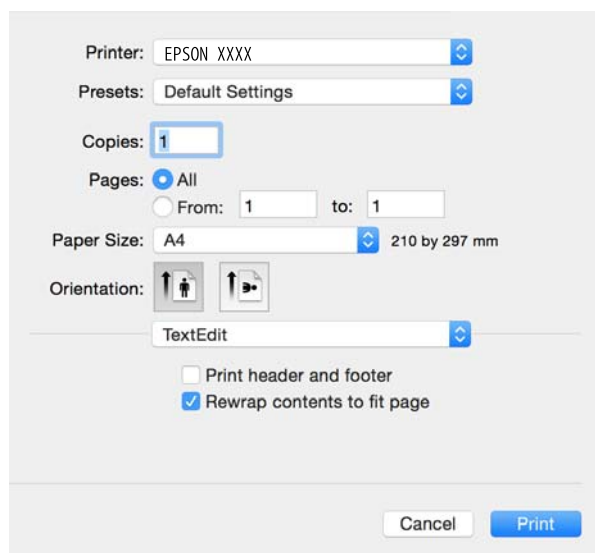 Printer: EPSON XXXX
Presets: Default Settings
Copies: 1
Pages: All
From: 1 to: 1
Paper Size: A4 210 by 297 mm
Orientation:
TextEdit
Print header and footer
Rewrap contents to fit page
Cancel Print